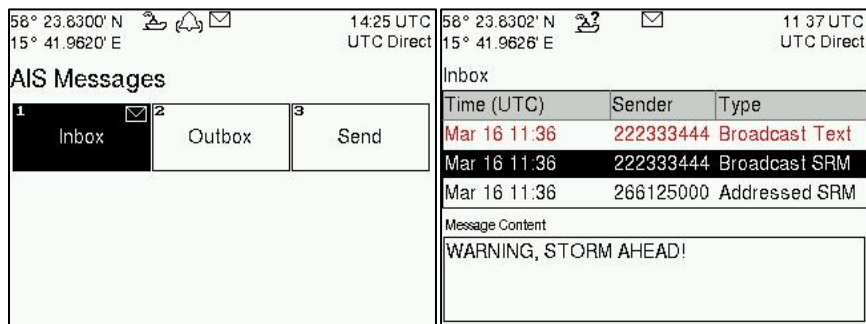 58° 23.8300' N 14:25 UTC
15° 41.9620' E UTC Direct
AIS Messages
1 Inbox
2 Outbox
3 Send
58° 23.8302' N ? 11 37 UTC
15° 41.9626' E UTC Direct
Inbox
Time (UTC) Sender Type
Mar 16 11:36 222333444 Broadcast Text
Mar 16 11:36 222333444 Broadcast SRM
Mar 16 11:36 266125000 Addressed SRM
Message Content
WARNING, STORM AHEAD!